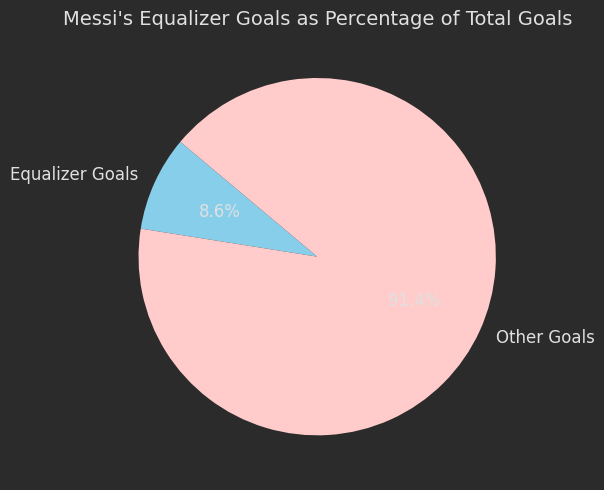 Messi's Equalizer Goals as Percentage of Total Goals
Equalizer Goals
8.6%
91.4%
Other Goals